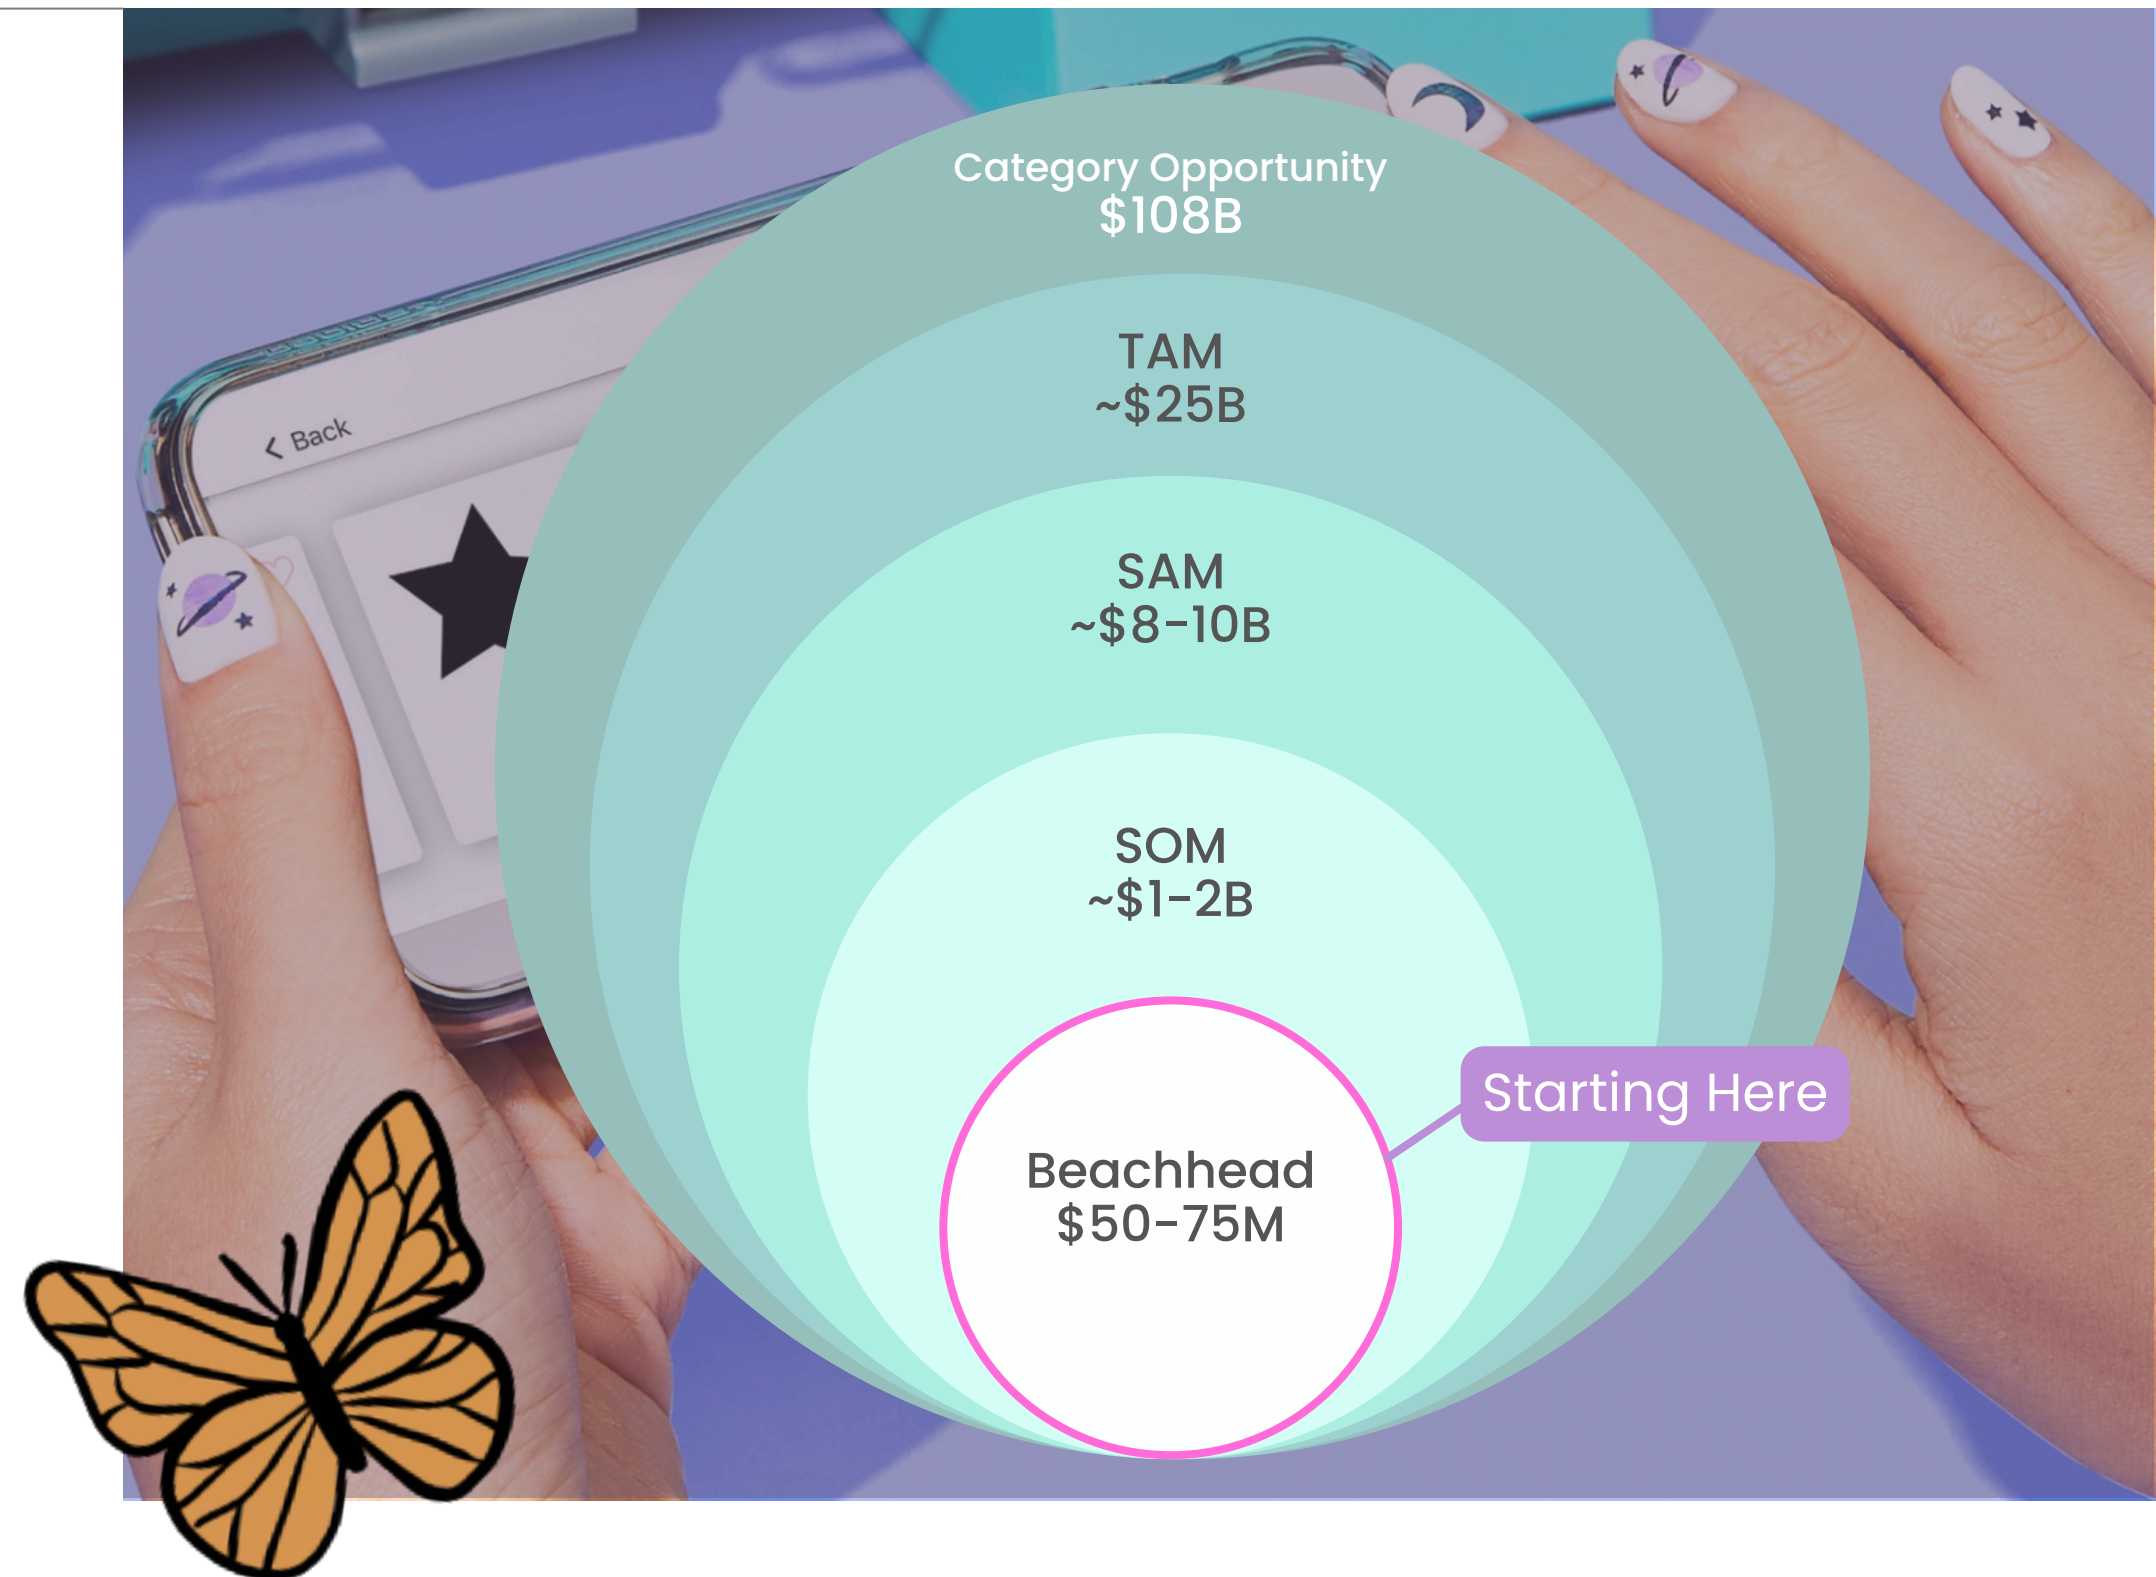 Category Opportunity
$108B
TAM
~$25B
< Back
SAM
~$8-10B
SOM
~$1-2B
Starting Here
Beachhead
$50-75M